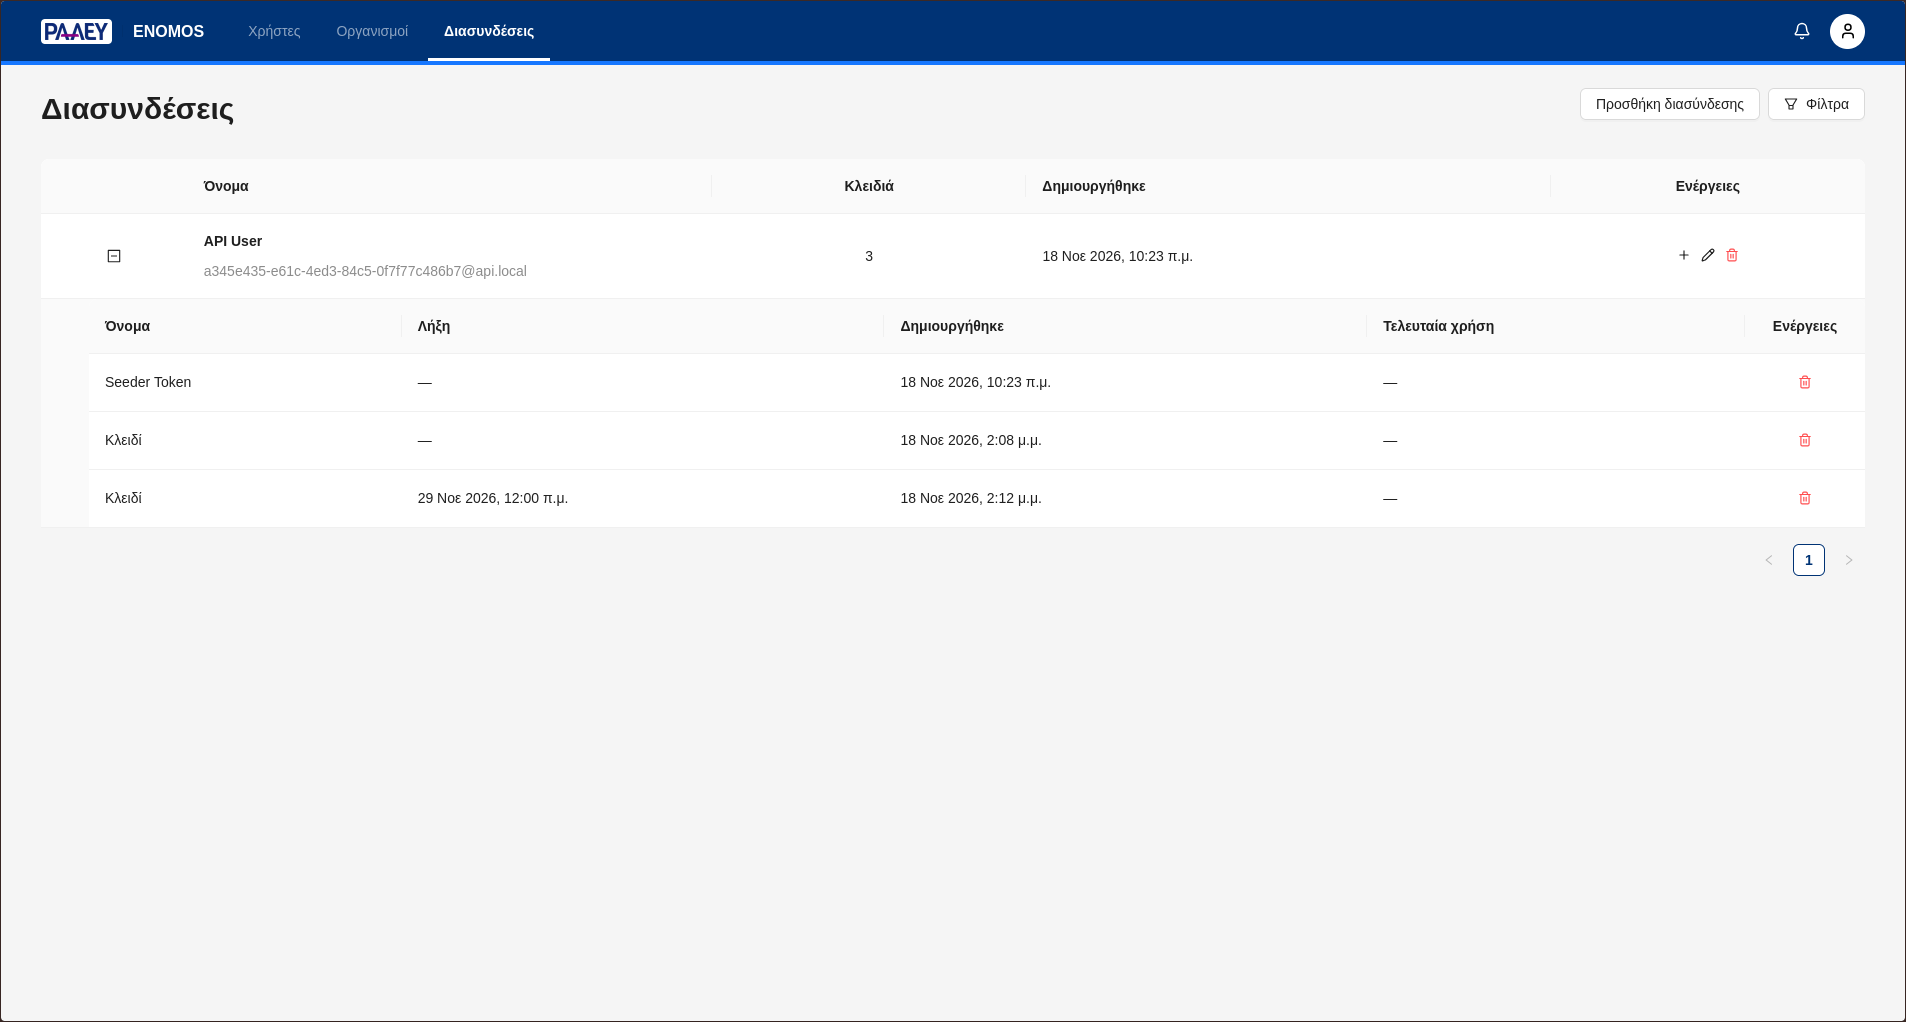 ΡΑΑΕΥ ENOMOS Χρήστες Οργανισμοί Διασυνδέσεις
Διασυνδέσεις Προσθήκη διασύνδεσης Φίλτρα
Όνομα Κλειδιά Δημιουργήθηκε Ενέργειες
API User
a345e435-e61c-4ed3-84c5-0f7f77c486b7@api.local
3 18 Νοε 2026, 10:23 π.μ.
Όνομα Λήξη Δημιουργήθηκε Τελευταία χρήση Ενέργειες
Seeder Token — 18 Νοε 2026, 10:23 π.μ. —
Κλειδί — 18 Νοε 2026, 2:08 μ.μ. —
Κλειδί 29 Νοε 2026, 12:00 π.μ. 18 Νοε 2026, 2:12 μ.μ. —
1